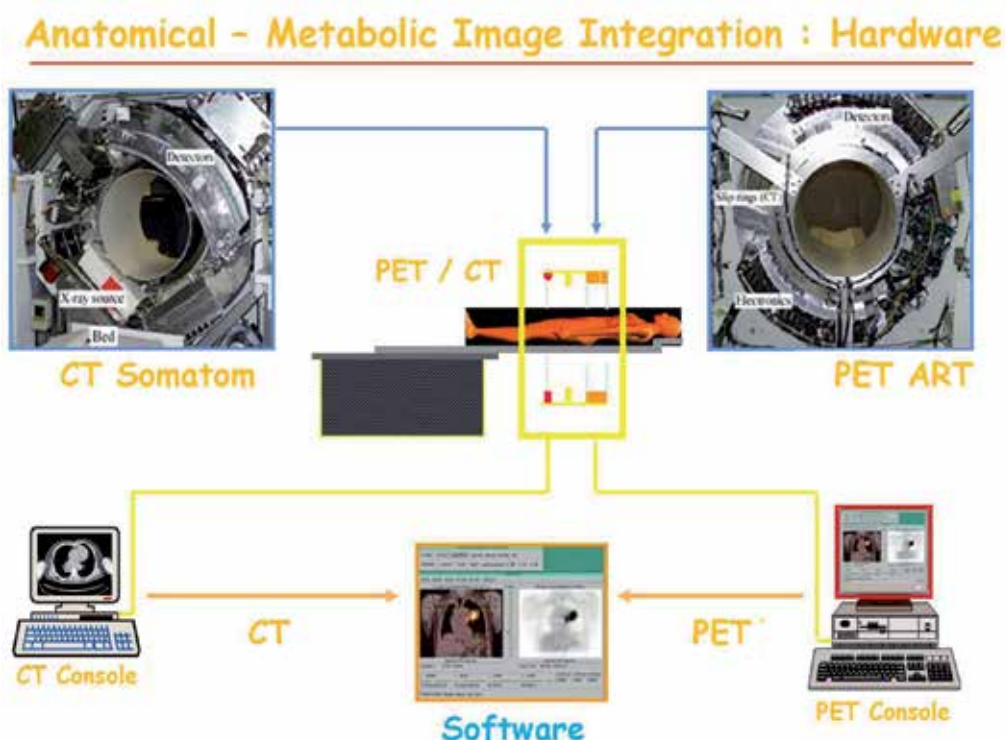 Anatomical - Metabolic Image Integration : Hardware
Detectors
X-ray source
Bed
CT Somatom
Detectors
Slip rings (CT)
Electronics
PET ART
PET / CT
CT
PET
CT Console
Software
PET Console